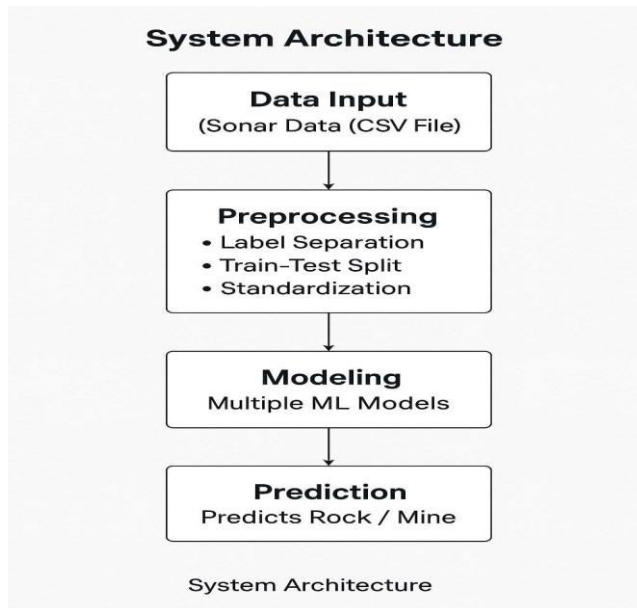 System Architecture
Data Input
(Sonar Data (CSV File)
Preprocessing
• Label Separation
• Train-Test Split
• Standardization
Modeling
Multiple ML Models
Prediction
Predicts Rock / Mine
System Architecture